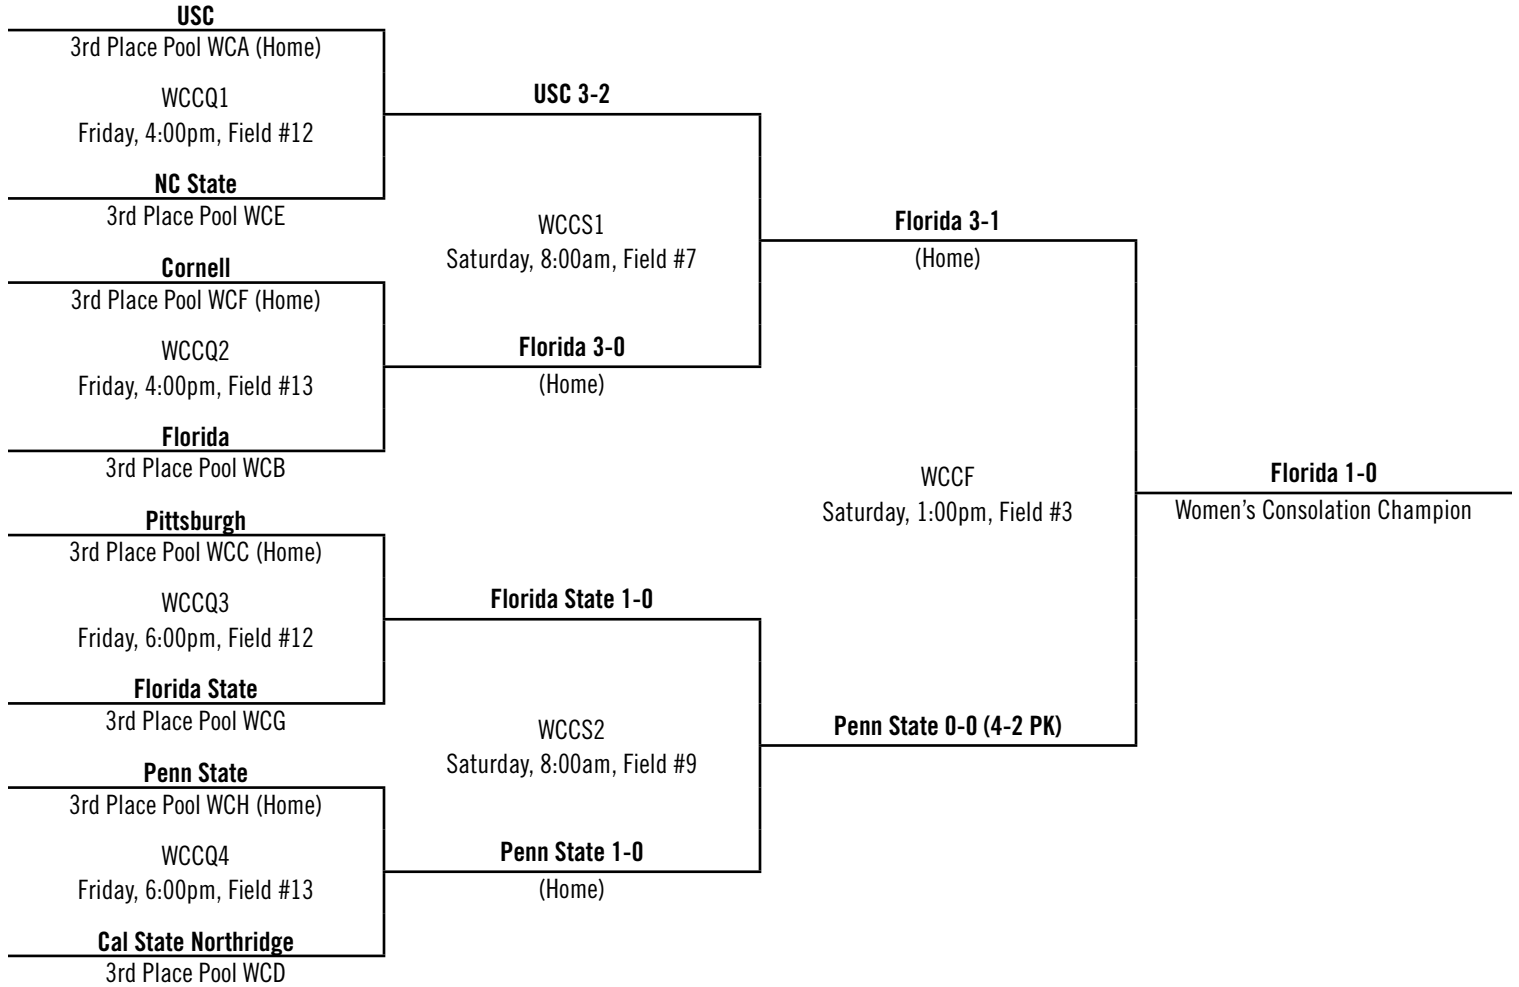 USC
3rd Place Pool WCA (Home)
WCCQ1
Friday, 4:00pm, Field #12
NC State
3rd Place Pool WCE
Cornell
3rd Place Pool WCF (Home)
WCCQ2
Friday, 4:00pm, Field #13
Florida
3rd Place Pool WCB
Pittsburgh
3rd Place Pool WCC (Home)
WCCQ3
Friday, 6:00pm, Field #12
Florida State
3rd Place Pool WCG
Penn State
3rd Place Pool WCH (Home)
WCCQ4
Friday, 6:00pm, Field #13
Cal State Northridge
3rd Place Pool WCD
USC 3-2
WCCS1
Saturday, 8:00am, Field #7
Florida 3-0
(Home)
Florida State 1-0
WCCS2
Saturday, 8:00am, Field #9
Penn State 1-0
(Home)
Florida 3-1
(Home)
WCCF
Saturday, 1:00pm, Field #3
Penn State 0-0 (4-2 PK)
Florida 1-0
Women’s Consolation Champion